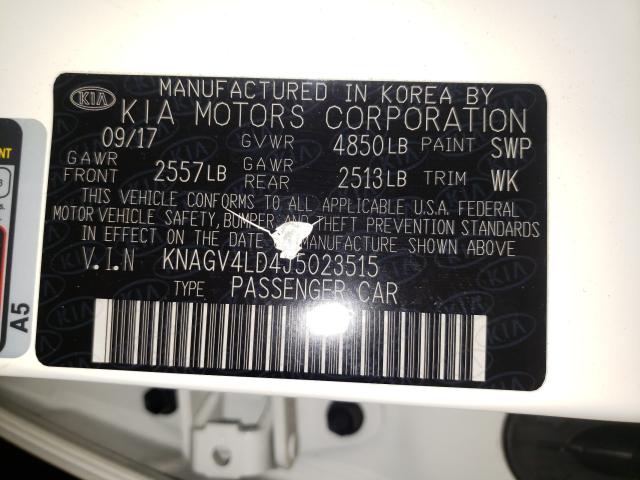 MANUFACTURED IN KOREA BY
KIA KIA MOTORS CORPORATION
09/17 GVWR 4850LB PAINT SWP
GAWR FRONT 2557LB GAWR REAR 2513LB TRIM WK
THIS VEHICLE CONFORMS TO ALL APPLICABLE U.S.A. FEDERAL
MOTOR VEHICLE SAFETY, BUMPER AND THEFT PREVENTION STANDARDS
IN EFFECT ON THE DATE MANUFACTURE SHOWN ABOVE
V.I.N KNAGV4LD4J5023515
TYPE: PASSENGER CAR
A5